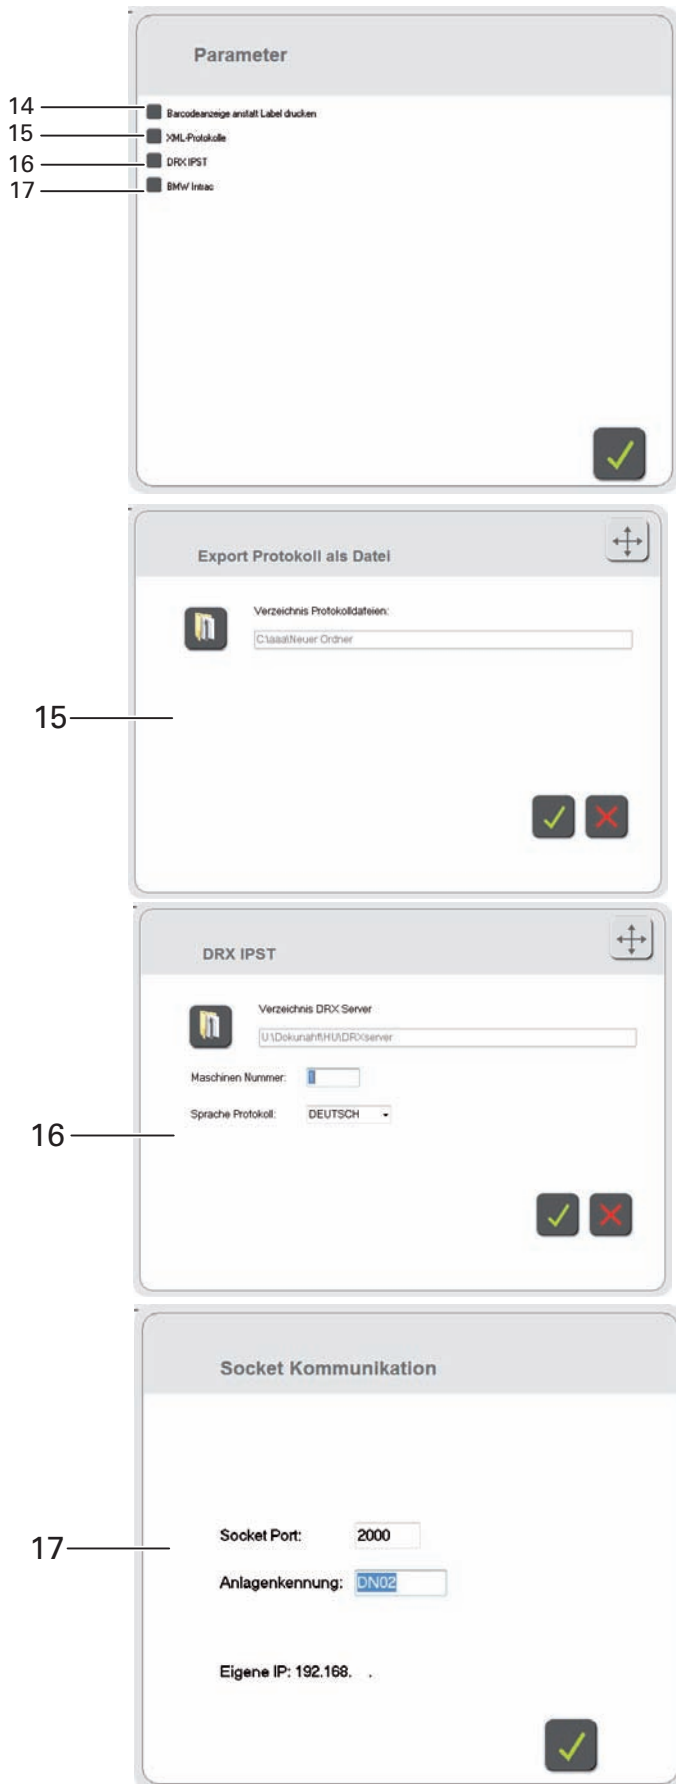 Parameter
14 Barcodeanzeige anstatt Label drucken
15 XML-Protokolle
16 DRX IPST
17 BMW Intrac
Export Protokoll als Datei
Verzeichnis Protokolldateien:
C:\aaa\Neuer Ordner
15
DRX IPST
Verzeichnis DRX Server
Maschinen Nummer: 1
Sprache Protokoll: DEUTSCH
16
Socket Kommunikation
Socket Port: 2000
17
Anlagenkennung: DN02
Eigene IP: 192.168. .